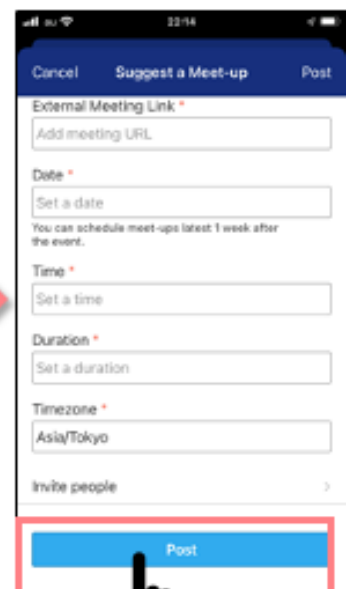 au 22:14
Cancel Suggest a Meet-up Post
External Meeting Link *
Add meeting URL
Date *
Set a date
You can schedule meet-ups latest 1 week after
the event.
Time *
Set a time
Duration *
Set a duration
Timezone *
Asia/Tokyo
Invite people
Post